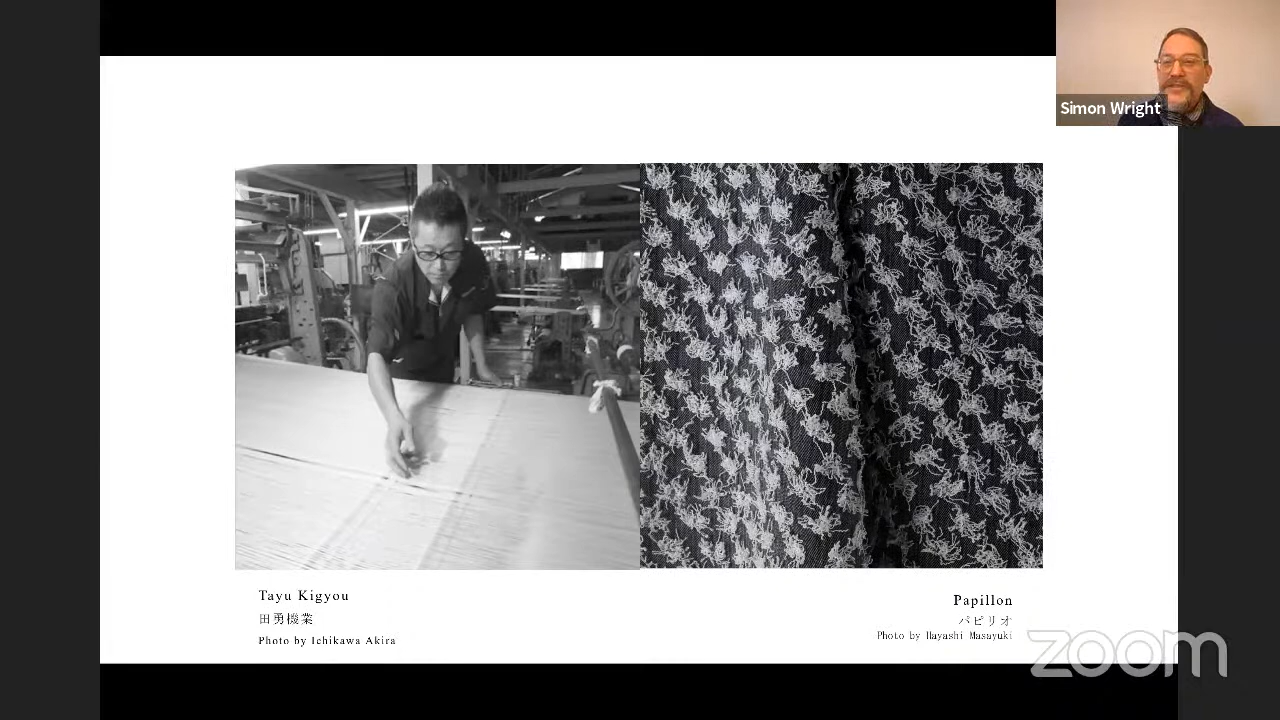 Simon Wright
Tayu Kigyou
田勇機業
Photo by Ichikawa Akira
Papillon
パピリオ
Photo by Hayashi Masayuki
zoom